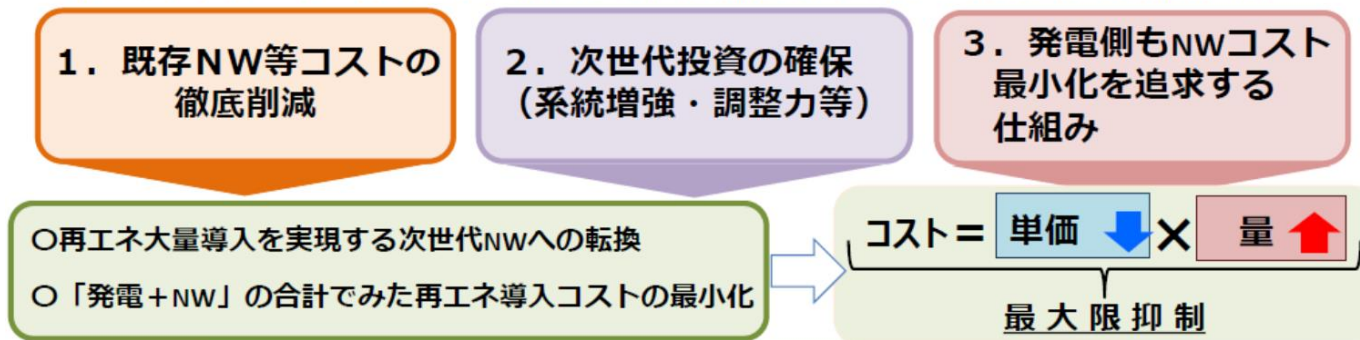 1．既存NW等コストの
徹底削減
2．次世代投資の確保
（系統増強・調整力等）
3．発電側もNWコスト
最小化を追求する
仕組み
○再エネ大量導入を実現する次世代NWへの転換
○「発電＋NW」の合計でみた再エネ導入コストの最小化
コスト＝ 単価 × 量
最大限抑制